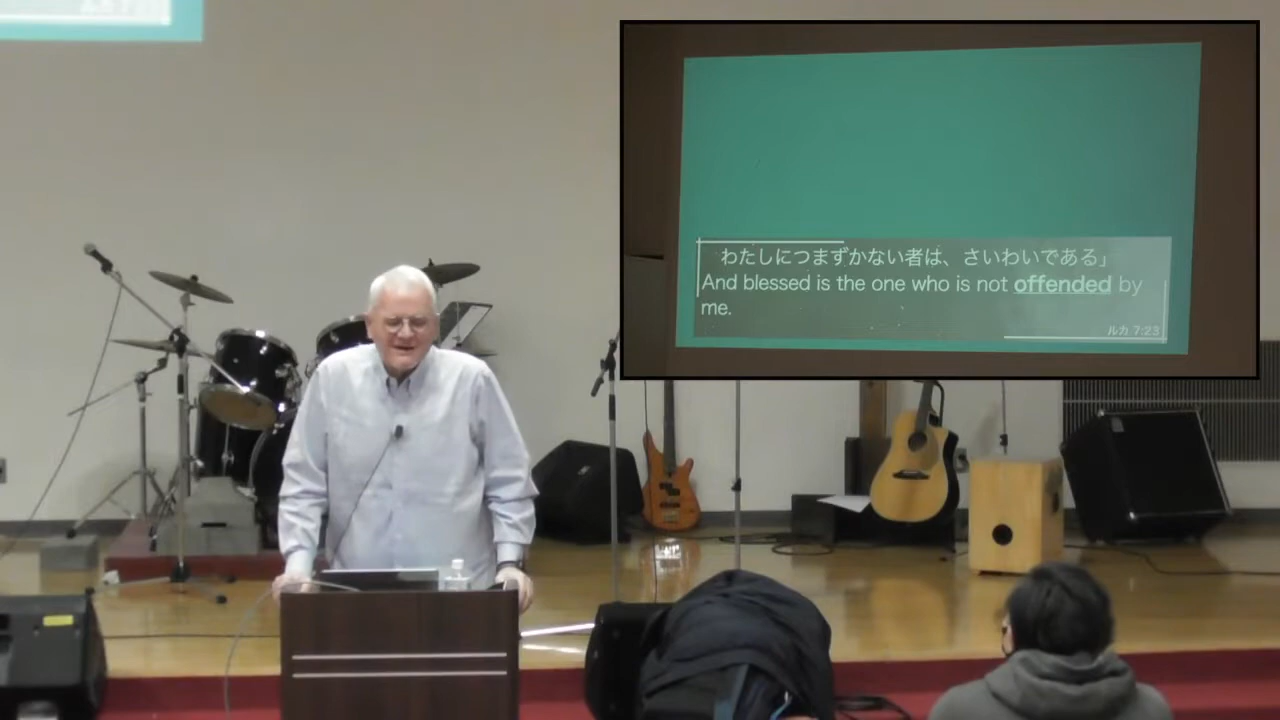 わたしにつまずかない者は、さいわいである」
And blessed is the one who is not offended by
me.
ルカ 7:23